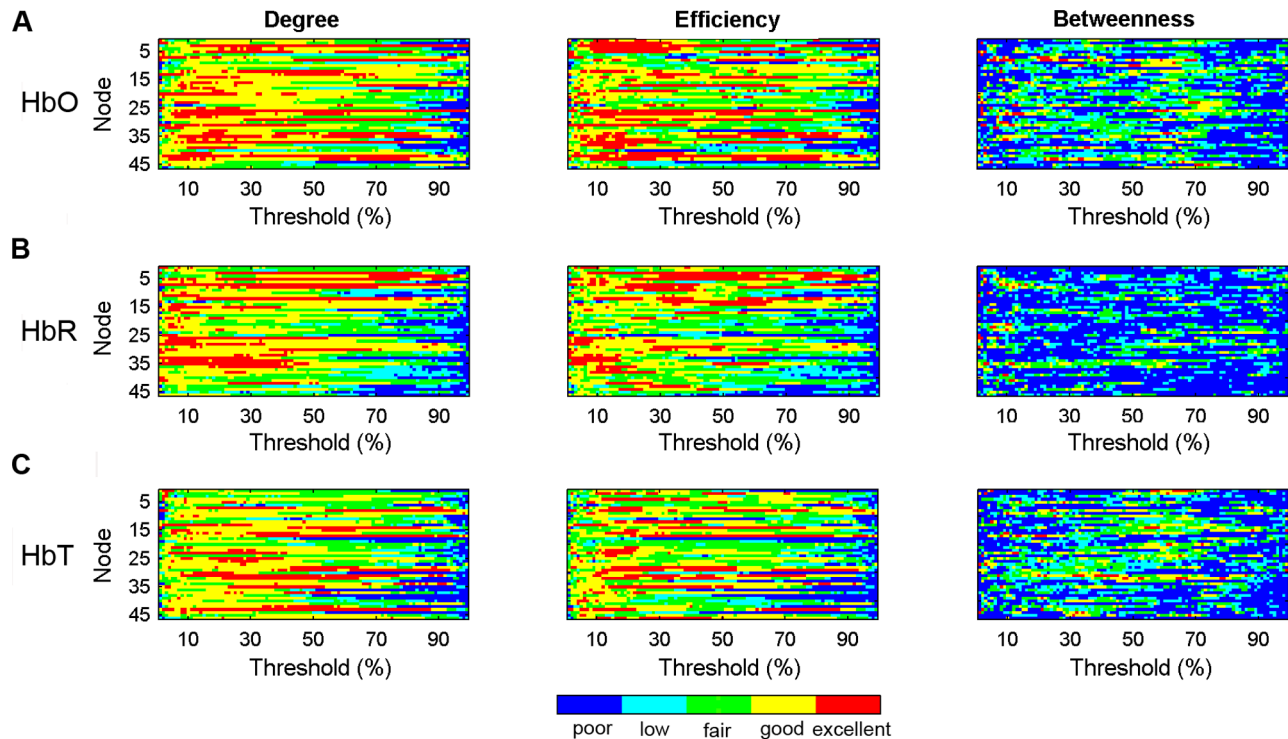 A
Degree Efficiency Betweenness
HbO
Node
5
15
25
35
45
10 30 50 70 90
10 30 50 70 90
10 30 50 70 90
Threshold (%) Threshold (%) Threshold (%)
B
HbR
Node
5
15
25
35
45
10 30 50 70 90
10 30 50 70 90
10 30 50 70 90
Threshold (%) Threshold (%) Threshold (%)
C
HbT
Node
5
15
25
35
45
10 30 50 70 90
10 30 50 70 90
10 30 50 70 90
Threshold (%) Threshold (%) Threshold (%)
poor low fair good excellent